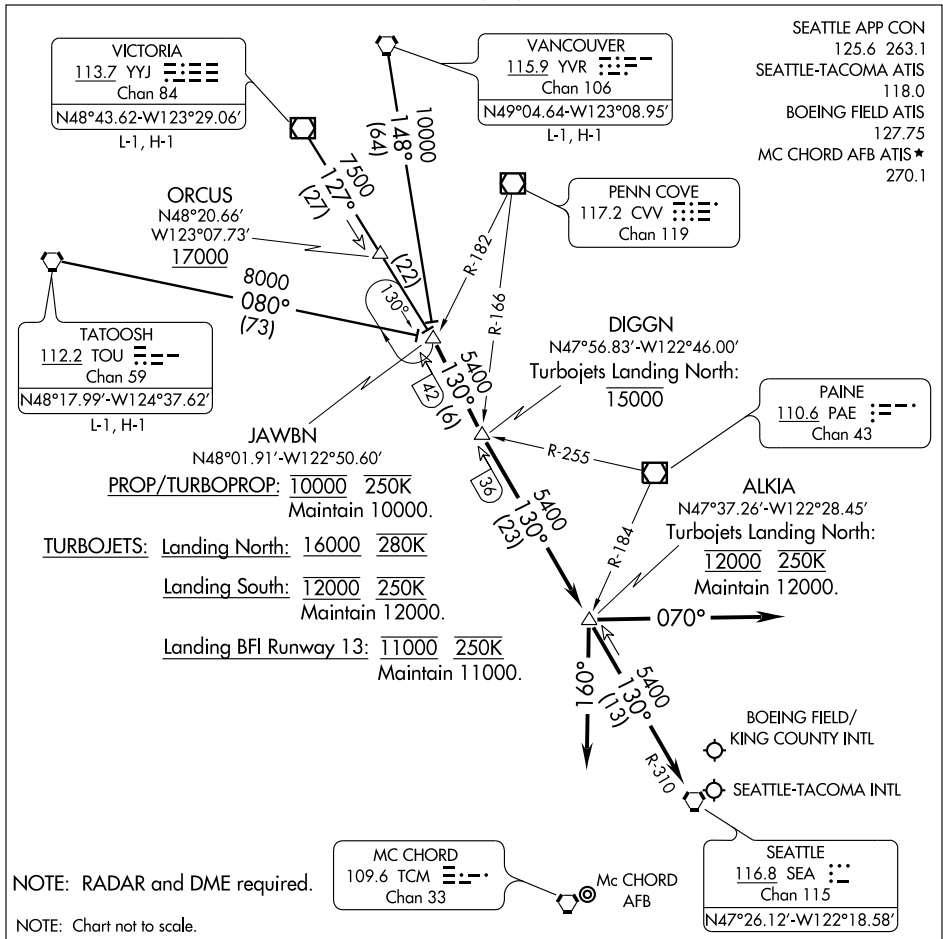 SEATTLE APP CON
125.6 263.1
SEATTLE-TACOMA ATIS
118.0
BOEING FIELD ATIS
127.75
MC CHORD AFB ATIS★
270.1
VICTORIA
113.7 YYJ
Chan 84
N48°43.62-W123°29.06'
L-1, H-1
VANCOUVER
115.9 YVR
Chan 106
N49°04.64-W123°08.95'
L-1, H-1
10000
148°
(64)
7500
127°
(27)
PENN COVE
117.2 CVV
Chan 119
ORCUS
N48°20.66'
W123°07.73'
17000
(22)
R-182
R-166
8000
080°
(73)
130°
TATOOSH
112.2 TOU
Chan 59
N48°17.99'-W124°37.62'
L-1, H-1
DIGGN
N47°56.83'-W122°46.00'
Turbojets Landing North:
15000
5400
130°
(6)
42
PAINE
110.6 PAE
Chan 43
JAWBN
N48°01.91'-W122°50.60'
PROP/TURBOPROP: 10000 250K
Maintain 10000.
TURBOJETS: Landing North: 16000 280K
Landing South: 12000 250K
Maintain 12000.
Landing BFI Runway 13: 11000 250K
Maintain 11000.
R-255
36
5400
130°
(23)
R-184
ALKIA
N47°37.26'-W122°28.45'
Turbojets Landing North:
12000 250K
Maintain 12000.
070°
160°
5400
130°
(13)
R-310
BOEING FIELD/
KING COUNTY INTL
SEATTLE-TACOMA INTL
SEATTLE
116.8 SEA
Chan 115
N47°26.12'-W122°18.58'
MC CHORD
109.6 TCM
Chan 33
Mc CHORD
AFB
NOTE: RADAR and DME required.
NOTE: Chart not to scale.